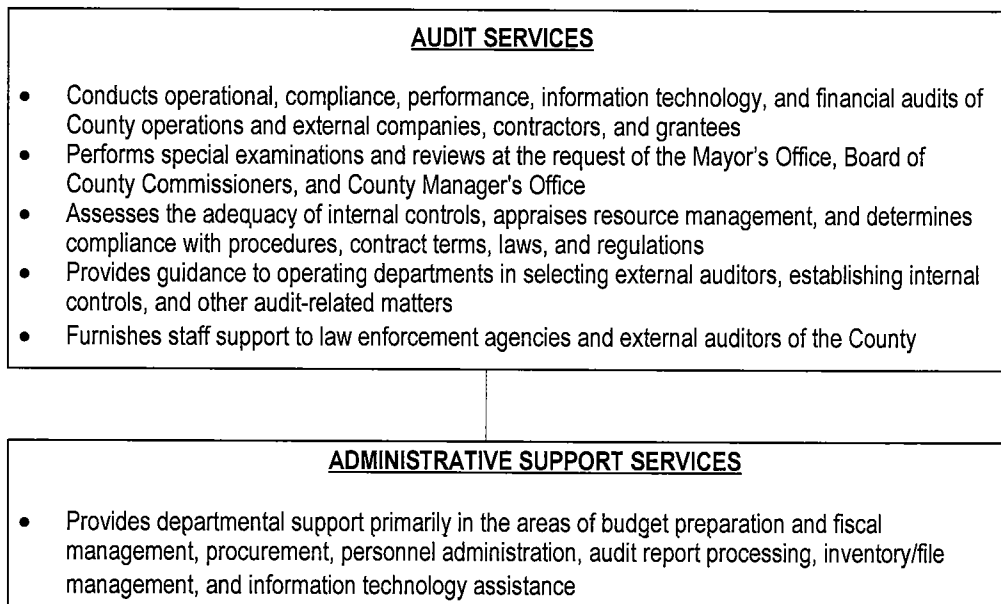 AUDIT SERVICES
• Conducts operational, compliance, performance, information technology, and financial audits of
County operations and external companies, contractors, and grantees
• Performs special examinations and reviews at the request of the Mayor's Office, Board of
County Commissioners, and County Manager's Office
• Assesses the adequacy of internal controls, appraises resource management, and determines
compliance with procedures, contract terms, laws, and regulations
• Provides guidance to operating departments in selecting external auditors, establishing internal
controls, and other audit-related matters
• Furnishes staff support to law enforcement agencies and external auditors of the County
ADMINISTRATIVE SUPPORT SERVICES
• Provides departmental support primarily in the areas of budget preparation and fiscal
management, procurement, personnel administration, audit report processing, inventory/file
management, and information technology assistance